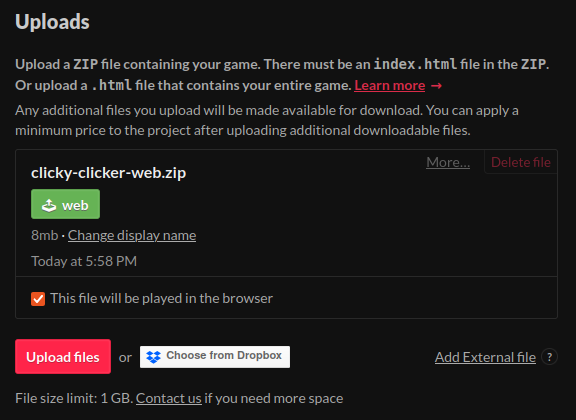 Uploads
Upload a ZIP file containing your game. There must be an index.html file in the ZIP.
Or upload a .html file that contains your entire game. Learn more →
Any additional files you upload will be made available for download. You can apply a
minimum price to the project after uploading additional downloadable files.
More... Delete file
clicky-clicker-web.zip
web
8mb · Change display name
Today at 5:58 PM
This file will be played in the browser
Upload files or Choose from Dropbox Add External file ?
File size limit: 1 GB. Contact us if you need more space